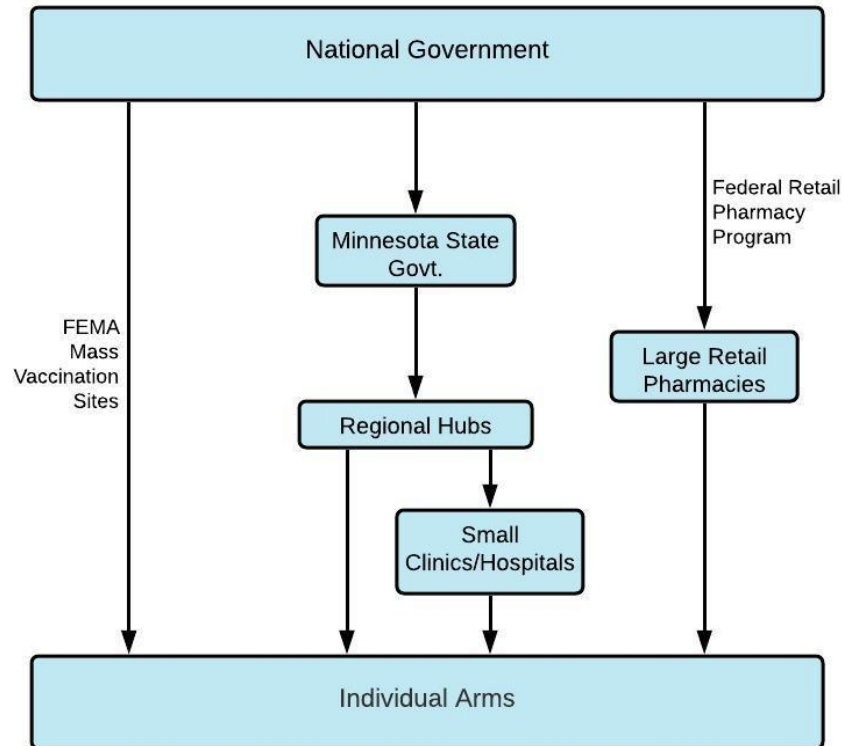 National Government
Federal Retail
Pharmacy
Program
Minnesota State
Govt.
FEMA
Mass
Vaccination
Sites
Large Retail
Pharmacies
Regional Hubs
Small
Clinics/Hospitals
Individual Arms